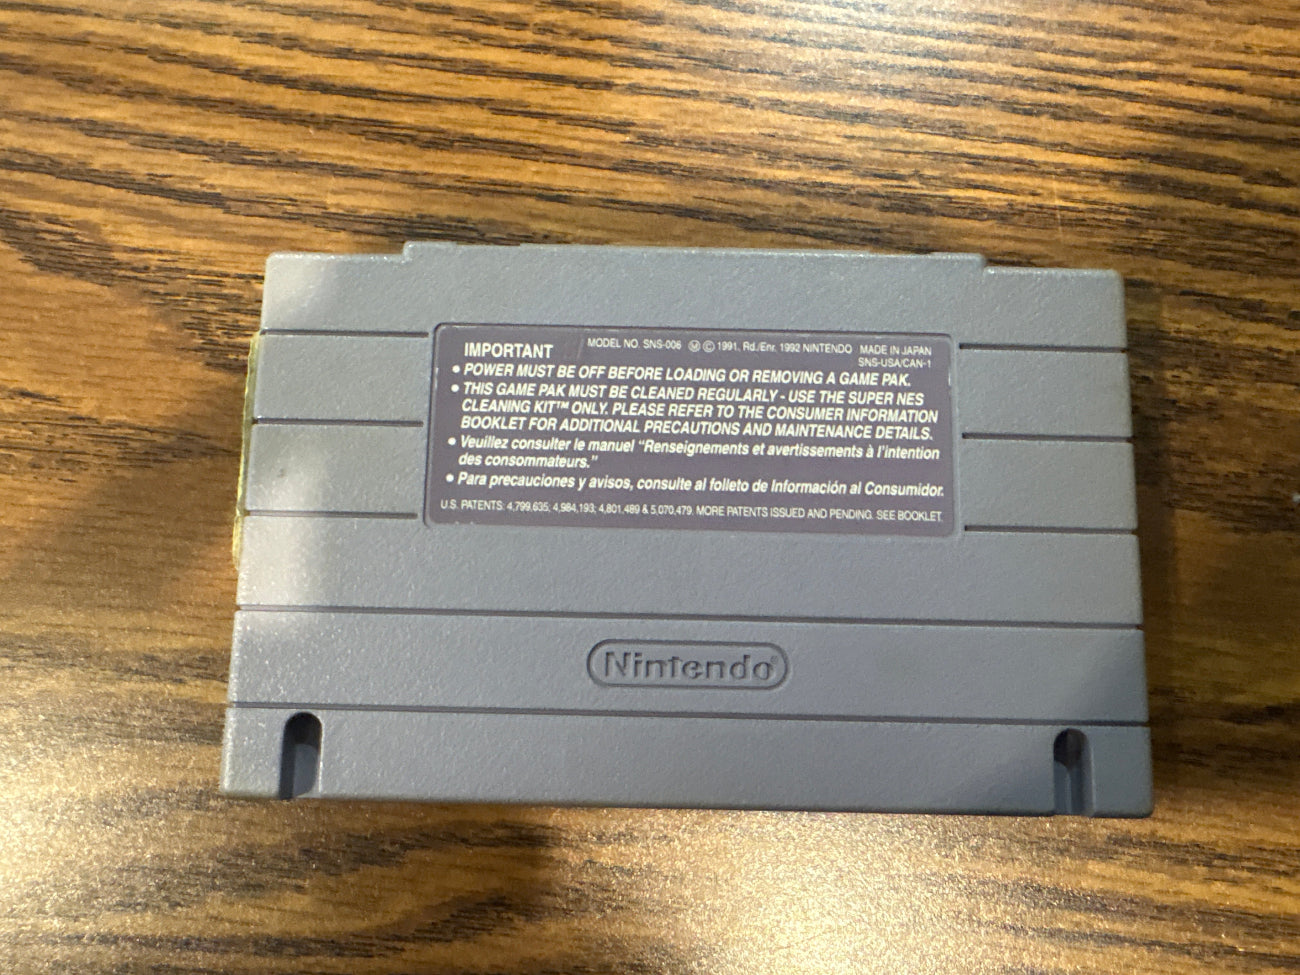 IMPORTANT
MODEL NO. SNS-006 Ⓜ © 1991. Rd./Enr. 1992 NINTENDO MADE IN JAPAN
SNS-USA/CAN-1
• POWER MUST BE OFF BEFORE LOADING OR REMOVING A GAME PAK.
• THIS GAME PAK MUST BE CLEANED REGULARLY - USE THE SUPER NES
CLEANING KIT™ ONLY. PLEASE REFER TO THE CONSUMER INFORMATION
BOOKLET FOR ADDITIONAL PRECAUTIONS AND MAINTENANCE DETAILS.
• Veuillez consulter le manuel "Renseignements et avertissements à l'intention
des consommateurs."
• Para precauciones y avisos, consulte al folleto de Información al Consumidor.
U.S. PATENTS: 4,799,635; 4,984,193; 4,801,489 & 5,070,479. MORE PATENTS ISSUED AND PENDING. SEE BOOKLET.
Nintendo®